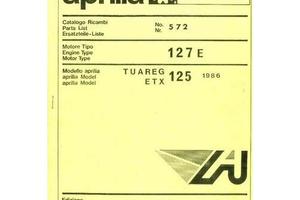 aprilia
Catalogo Ricambi
Parts List
Ersatzteile-Liste
No. 572
Nr.
Motore Tipo
Engine Type
Motor Type
127 E
Modello aprilia
aprilia Model
aprilia Model
TUAREG 125 1986
ETX
Edizione